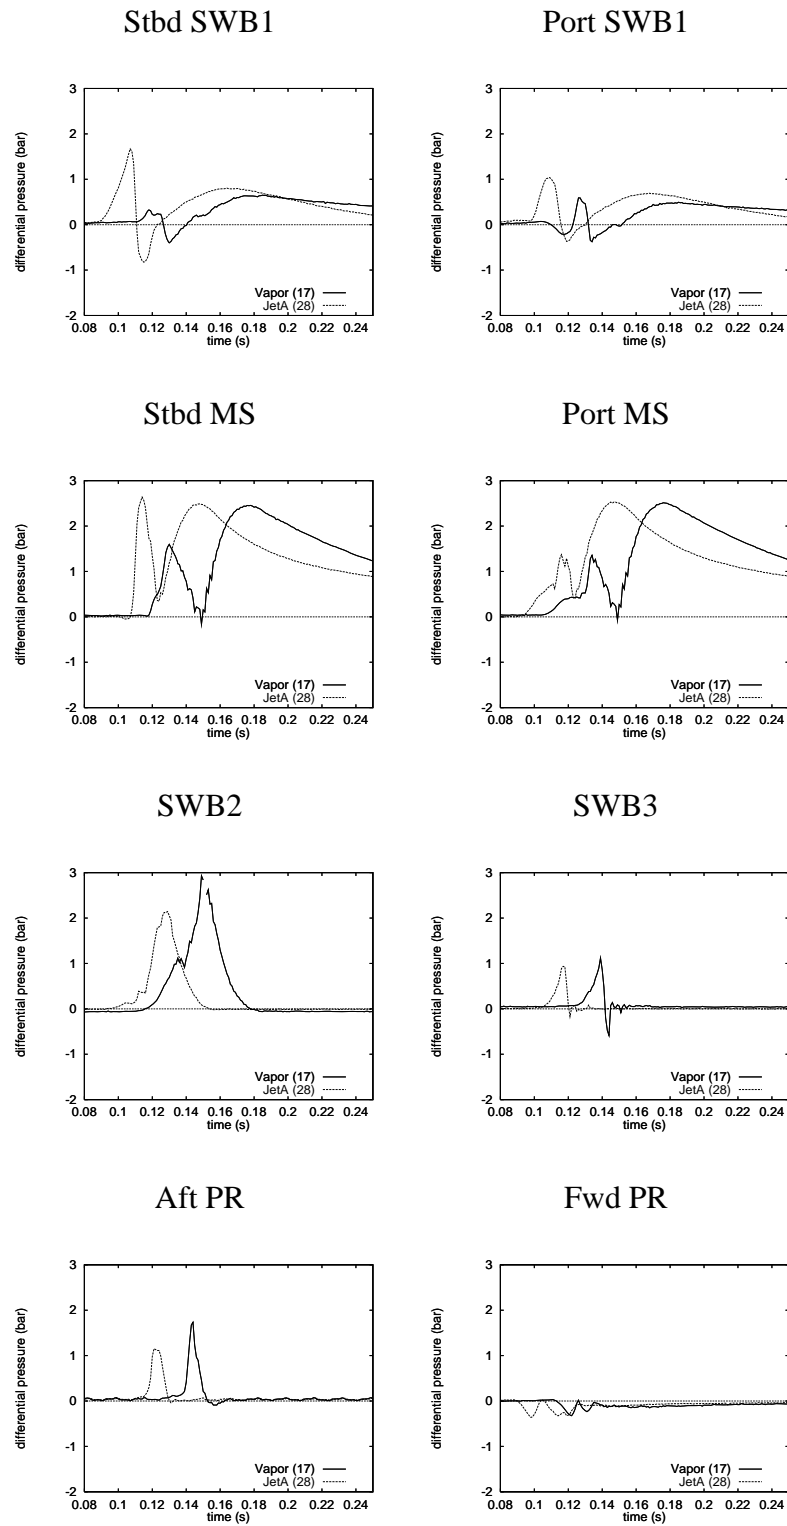 Stbd SWB1
Port SWB1
3
2
1
0
-1
-2
differential pressure (bar)
Vapor (17)
JetA (28)
0.08 0.1 0.12 0.14 0.16 0.18 0.2 0.22 0.24
time (s)
3
2
1
0
-1
-2
differential pressure (bar)
Vapor (17)
JetA (28)
0.08 0.1 0.12 0.14 0.16 0.18 0.2 0.22 0.24
time (s)
Stbd MS
Port MS
3
2
1
0
-1
-2
differential pressure (bar)
Vapor (17)
JetA (28)
0.08 0.1 0.12 0.14 0.16 0.18 0.2 0.22 0.24
time (s)
3
2
1
0
-1
-2
differential pressure (bar)
Vapor (17)
JetA (28)
0.08 0.1 0.12 0.14 0.16 0.18 0.2 0.22 0.24
time (s)
SWB2
SWB3
3
2
1
0
-1
-2
differential pressure (bar)
Vapor (17)
JetA (28)
0.08 0.1 0.12 0.14 0.16 0.18 0.2 0.22 0.24
time (s)
3
2
1
0
-1
-2
differential pressure (bar)
Vapor (17)
JetA (28)
0.08 0.1 0.12 0.14 0.16 0.18 0.2 0.22 0.24
time (s)
Aft PR
Fwd PR
3
2
1
0
-1
-2
differential pressure (bar)
Vapor (17)
JetA (28)
0.08 0.1 0.12 0.14 0.16 0.18 0.2 0.22 0.24
time (s)
3
2
1
0
-1
-2
differential pressure (bar)
Vapor (17)
JetA (28)
0.08 0.1 0.12 0.14 0.16 0.18 0.2 0.22 0.24
time (s)